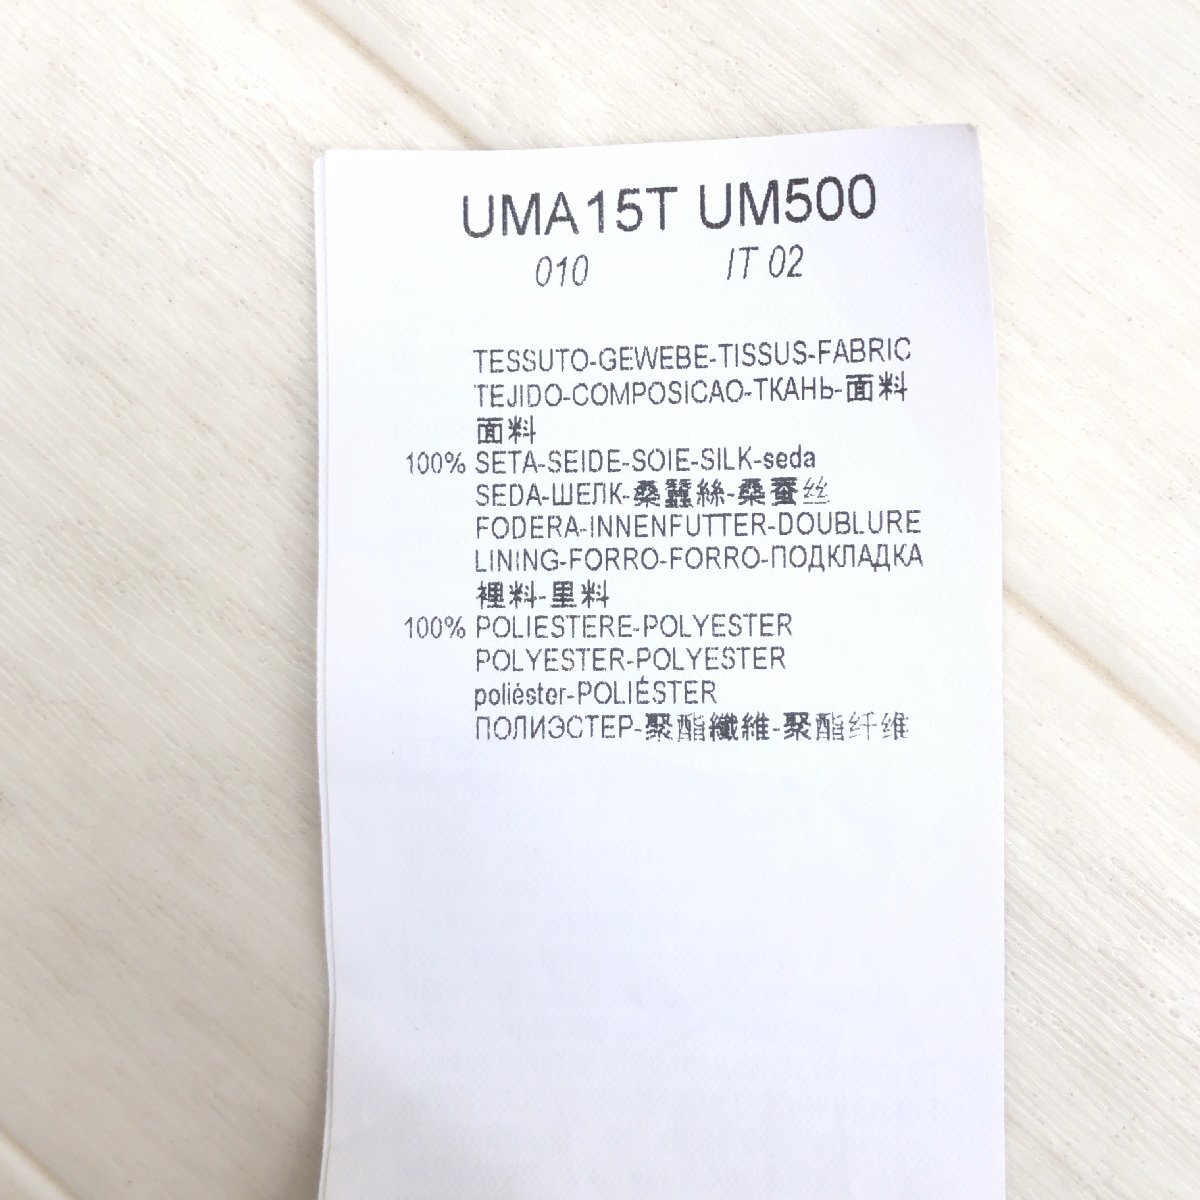 UMA15T UM500
010 IT 02
TESSUTO-GEWEBE-TISSUS-FABRIC
TEJIDO-COMPOSICAO-ТКАНЬ-面料
面料
100% SETA-SEIDE-SOIE-SILK-seda
SEDA-ШЕЛК-桑蠶絲-桑蚕丝
FODERA-INNENFUTTER-DOUBLURE
LINING-FORRO-FORRO-ПОДКЛАДКА
裡料-里料
100% POLIESTERE-POLYESTER
POLYESTER-POLYESTER
poliéster-POLIÉSTER
ПОЛИЭСТЕР-聚酯纖維-聚酯纤维